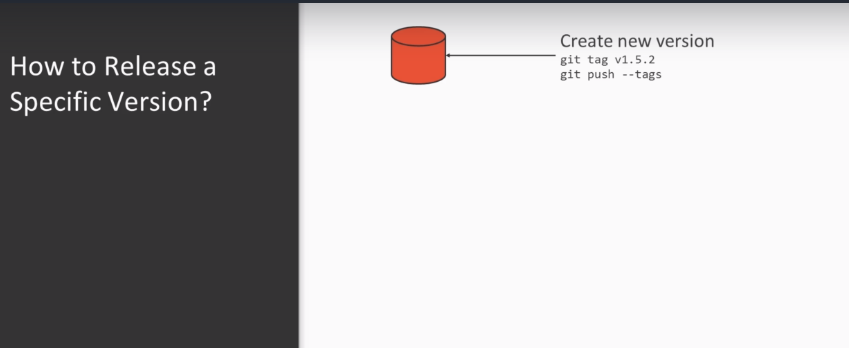 How to Release a
Specific Version?
Create new version
git tag v1.5.2
git push --tags